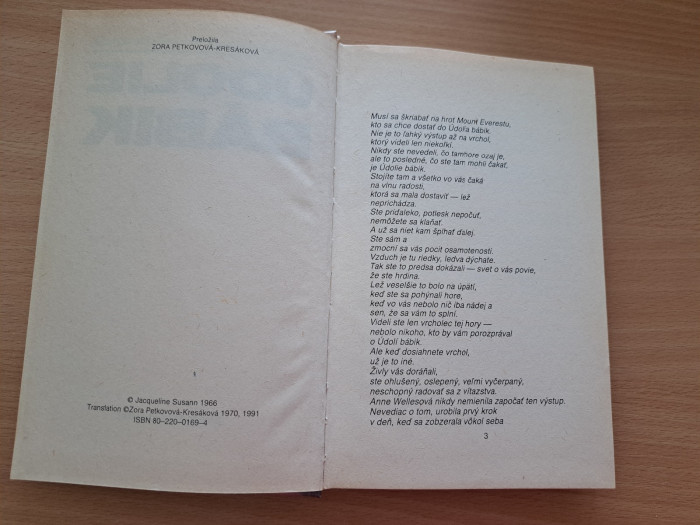 Preložila
ZORA PETKOVOVÁ-KRESÁKOVÁ
© Jacqueline Susann 1966
Translation ©Zora Petkovová-Kresáková 1970, 1991
ISBN 80–220–0169–4
Musí sa škriabať na hrot Mount Everestu,
kto sa chce dostať do Údolia bábik.
Nie je to ľahký výstup až na vrchol,
ktorý videli len niekoľkí.
Nikdy ste nevedeli, čo tamhore ozaj je,
ale to posledné, čo ste tam mohli čakať,
je Údolie bábik.
Stojíte tam a všetko vo vás čaká
na vlnu radosti,
ktorá sa mala dostaviť — lež
neprichádza.
Ste priďaleko, potlesk nepočuť,
nemôžete sa klaňať.
A už sa niet kam špihať ďalej.
Ste sám a
zmocní sa vás pocit osamotenosti.
Vzduch je tu riedky, ledva dýchate.
Tak ste to predsa dokázali — svet o vás povie,
že ste hrdina.
Lež veselšie to bolo na úpätí,
keď ste sa pohýnali hore,
keď vo vás nebolo nič iba nádej a
sen, že sa vám to splní.
Videli ste len vrcholec tej hory —
nebolo nikoho, kto by vám porozprával
o Údolí bábik.
Ale keď dosiahnete vrchol,
už je to iné.
Živly vás doráňali,
ste ohlušený, oslepený, veľmi vyčerpaný,
neschopný radovať sa z víťazstva.
Anne Wellesová nikdy nemienila započať ten výstup.
Nevediac o tom, urobila prvý krok
v deň, keď sa zobzerala vôkol seba
3